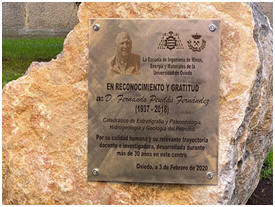 La Escuela de Ingeniería de Minas,
Energía y Materiales de la
Universidad de Oviedo
EN RECONOCIMIENTO Y GRATITUD
a: D. Fernando Pendás Fernández
(1937 - 2018)
Catedrático de Estratigrafía y Paleontología,
Hidrogeología y Geología del Petróleo
Por su calidad humana y su relevante trayectoria
docente e investigadora, desarrollada durante
más de 30 años en este centro.
Oviedo, a 3 de Febrero de 2020